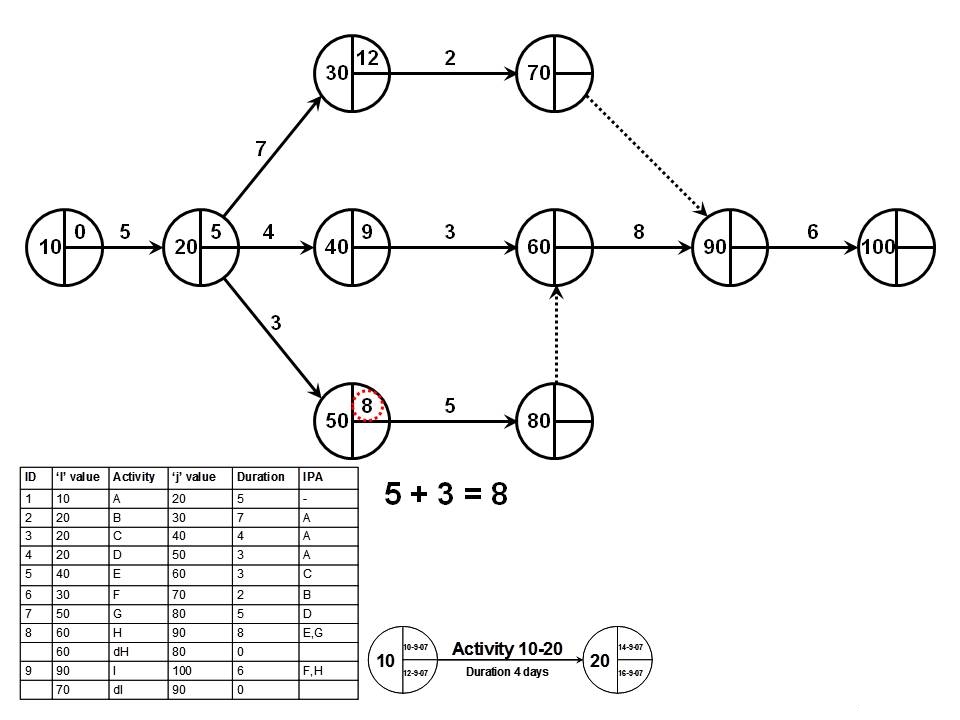 12
30
2
70
7
0
10
5
5
20
4
9
40
3
60
8
90
6
100
3
8
50
5
80
ID ‘I’ value Activity ‘j’ value Duration IPA
1 10 A 20 5 -
2 20 B 30 7 A
3 20 C 40 4 A
4 20 D 50 3 A
5 40 E 60 3 C
6 30 F 70 2 B
7 50 G 80 5 D
8 60 H 90 8 E,G
60 dH 80 0
9 90 I 100 6 F,H
70 dI 90 0
5 + 3 = 8
10
10-9-07
12-9-07
Activity 10-20
Duration 4 days
20
14-9-07
16-9-07